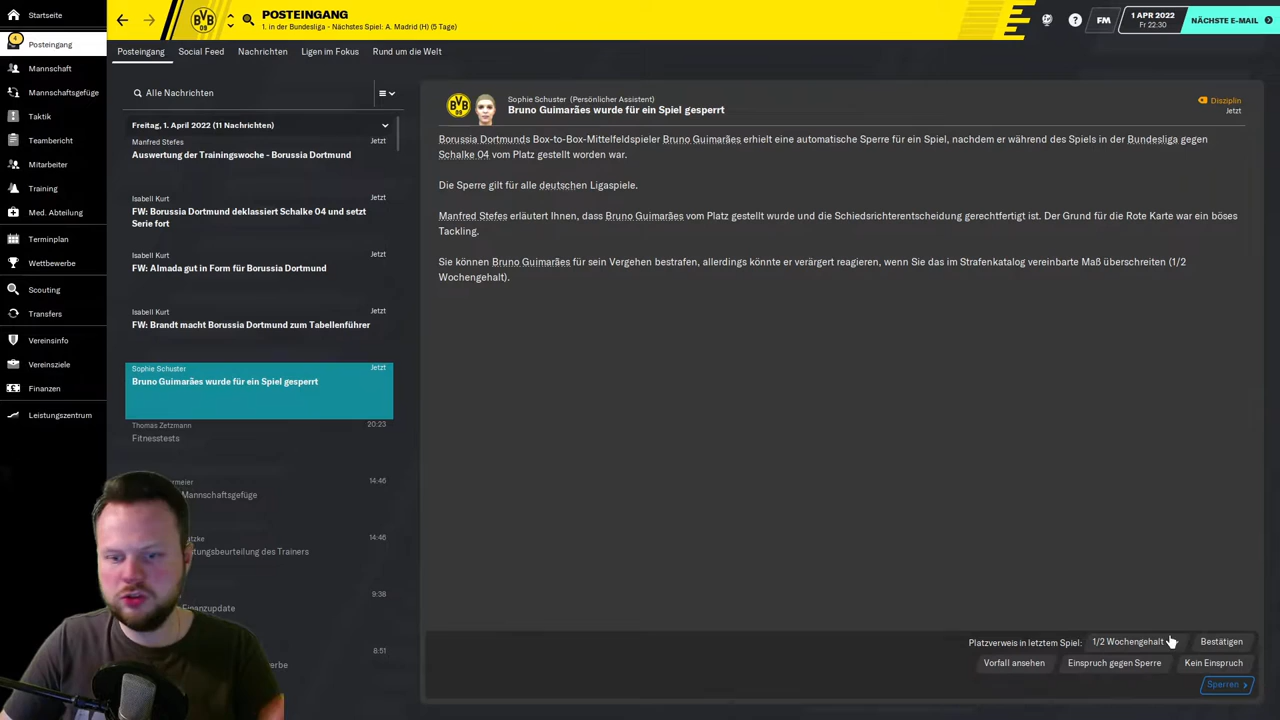 Startseite
4
Posteingang
Mannschaft
Mannschaftsgefüge
Taktik
Teambericht
Mitarbeiter
Training
Med. Abteilung
Terminplan
Wettbewerbe
Scouting
Transfers
Vereinsinfo
Vereinsziele
Finanzen
Leistungszentrum
BVB
09
POSTEINGANG
1. in der Bundesliga - Nächstes Spiel: A. Madrid (H) (5 Tage)
?
FM
1 APR 2022
Fr 22:30
NÄCHSTE E-MAIL
Posteingang
Social Feed
Nachrichten
Ligen im Fokus
Rund um die Welt
Alle Nachrichten
Freitag, 1. April 2022 (11 Nachrichten)
Manfred Stefes
Jetzt
Auswertung der Trainingswoche - Borussia Dortmund
Isabell Kurt
Jetzt
FW: Borussia Dortmund deklassiert Schalke 04 und setzt
Serie fort
Isabell Kurt
Jetzt
FW: Almada gut in Form für Borussia Dortmund
Isabell Kurt
Jetzt
FW: Brandt macht Borussia Dortmund zum Tabellenführer
Sophie Schuster
Jetzt
Bruno Guimarães wurde für ein Spiel gesperrt
Thomas Zetzmann
20:23
Fitnesstests
14:46
Mannschaftsgefüge
14:46
9:38
8:51
BVB
09
Sophie Schuster (Persönlicher Assistent)
Bruno Guimarães wurde für ein Spiel gesperrt
Disziplin
Jetzt
Borussia Dortmunds Box-to-Box-Mittelfeldspieler Bruno Guimarães erhielt eine automatische Sperre für ein Spiel, nachdem er während des Spiels in der Bundesliga gegen
Schalke 04 vom Platz gestellt worden war.
Die Sperre gilt für alle deutschen Ligaspiele.
Manfred Stefes erläutert Ihnen, dass Bruno Guimarães vom Platz gestellt wurde und die Schiedsrichterentscheidung gerechtfertigt ist. Der Grund für die Rote Karte war ein böses
Tackling.
Sie können Bruno Guimarães für sein Vergehen bestrafen, allerdings könnte er verärgert reagieren, wenn Sie das im Strafenkatalog vereinbarte Maß überschreiten (1/2
Wochengehalt).
Platzverweis in letztem Spiel:
1/2 Wochengehalt
Bestätigen
Vorfall ansehen
Einspruch gegen Sperre
Kein Einspruch
Sperren